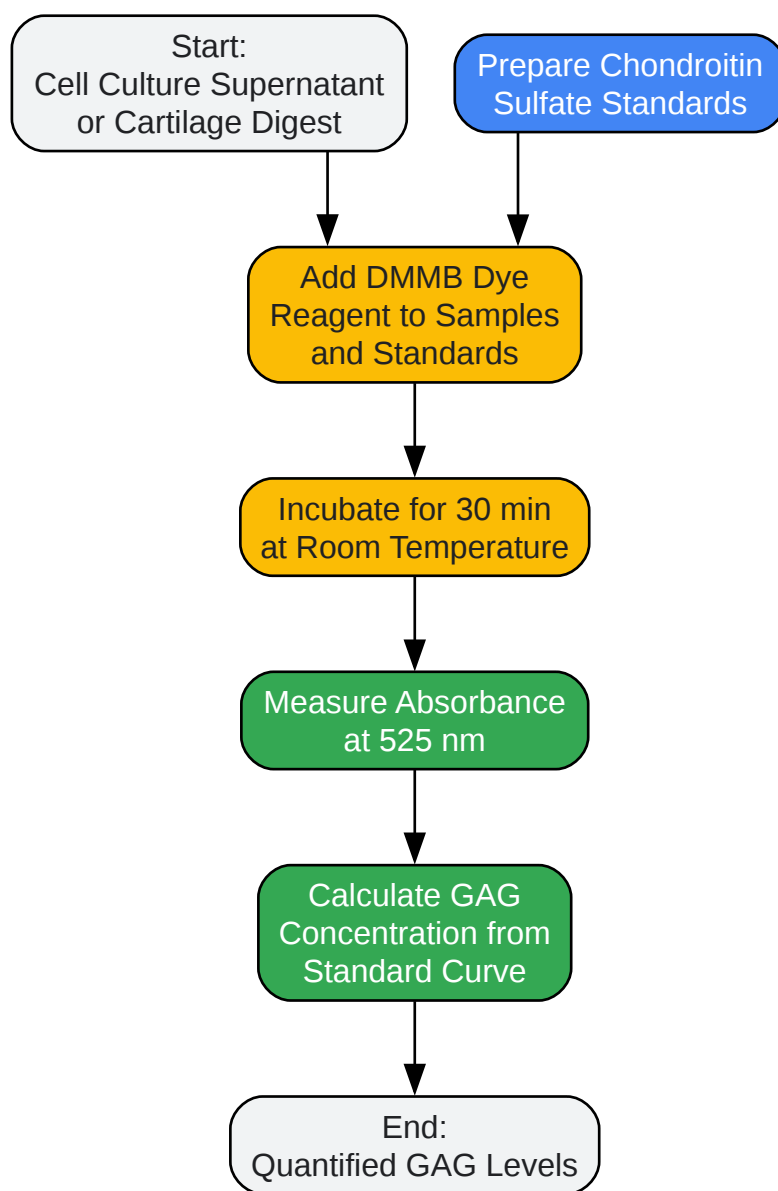 Start:
Cell Culture Supernatant
or Cartilage Digest
Prepare Chondroitin
Sulfate Standards
Add DMMB Dye
Reagent to Samples
and Standards
Incubate for 30 min
at Room Temperature
Measure Absorbance
at 525 nm
Calculate GAG
Concentration from
Standard Curve
End:
Quantified GAG Levels